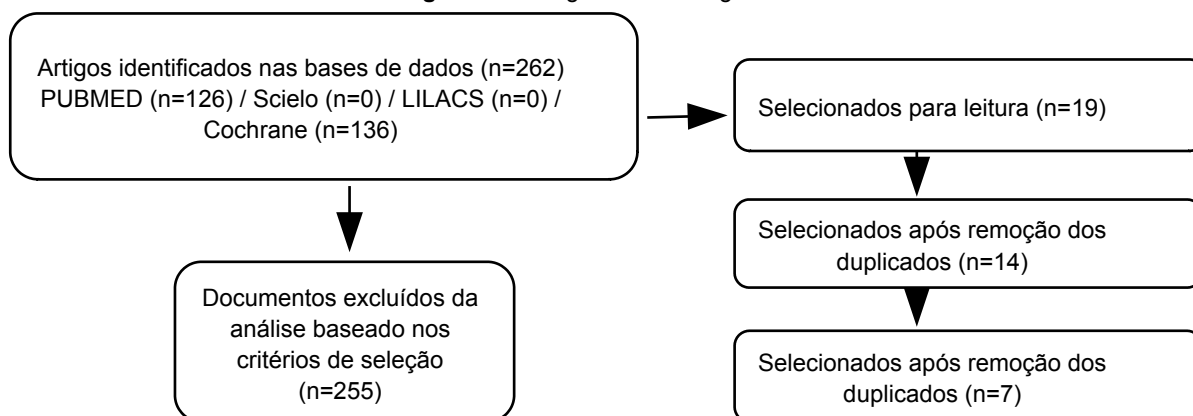 Artigos identificados nas bases de dados (n=262)
PUBMED (n=126) / Scielo (n=0) / LILACS (n=0) /
Cochrane (n=136)
Selecionados para leitura (n=19)
Selecionados após remoção dos
duplicados (n=14)
Documentos excluídos da
análise baseado nos
critérios de seleção
(n=255)
Selecionados após remoção dos
duplicados (n=7)